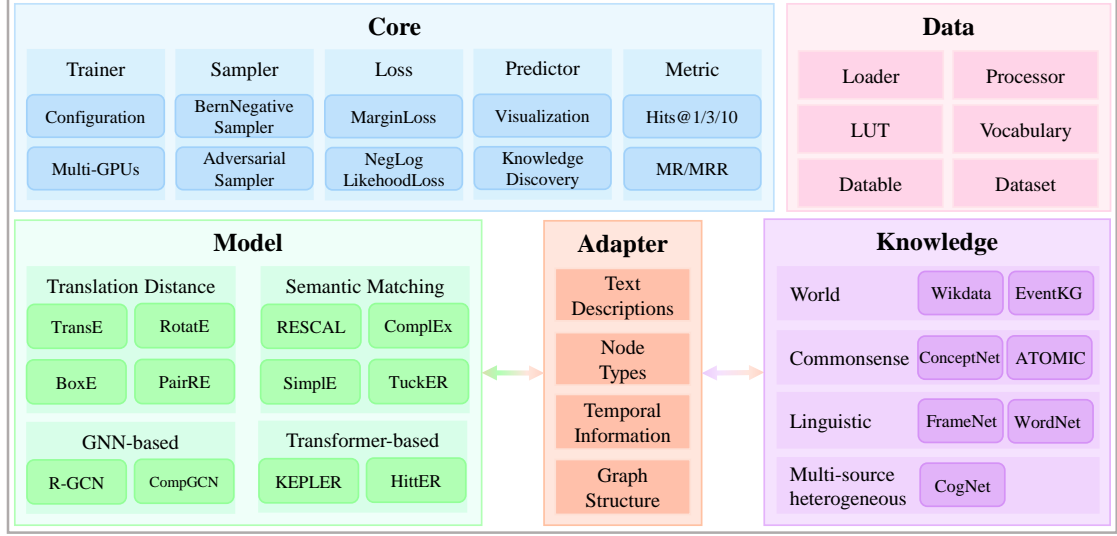 Core
Trainer
Configuration
Multi-GPUs
Sampler
BernNegative
Sampler
Adversarial
Sampler
Loss
MarginLoss
NegLog
LikehoodLoss
Predictor
Visualization
Knowledge
Discovery
Metric
Hits@1/3/10
MR/MRR
Data
Loader
Processor
LUT
Vocabulary
Datable
Dataset
Model
Translation Distance
TransE
RotatE
BoxE
PairRE
Semantic Matching
RESCAL
ComplEx
SimplE
TuckER
GNN-based
R-GCN
CompGCN
Transformer-based
KEPLER
HittER
Adapter
Text
Descriptions
Node
Types
Temporal
Information
Graph
Structure
Knowledge
World
Wikdata
EventKG
Commonsense
ConceptNet
ATOMIC
Linguistic
FrameNet
WordNet
Multi-source
heterogeneous
CogNet